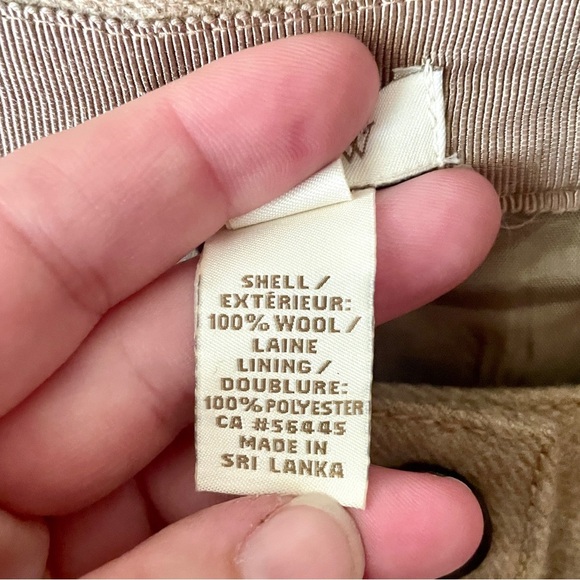 W
SHELL /
EXTÉRIEUR:
100% WOOL /
LAINE
LINING /
DOUBLURE:
100% POLYESTER
CA #56445
MADE IN
SRI LANKA